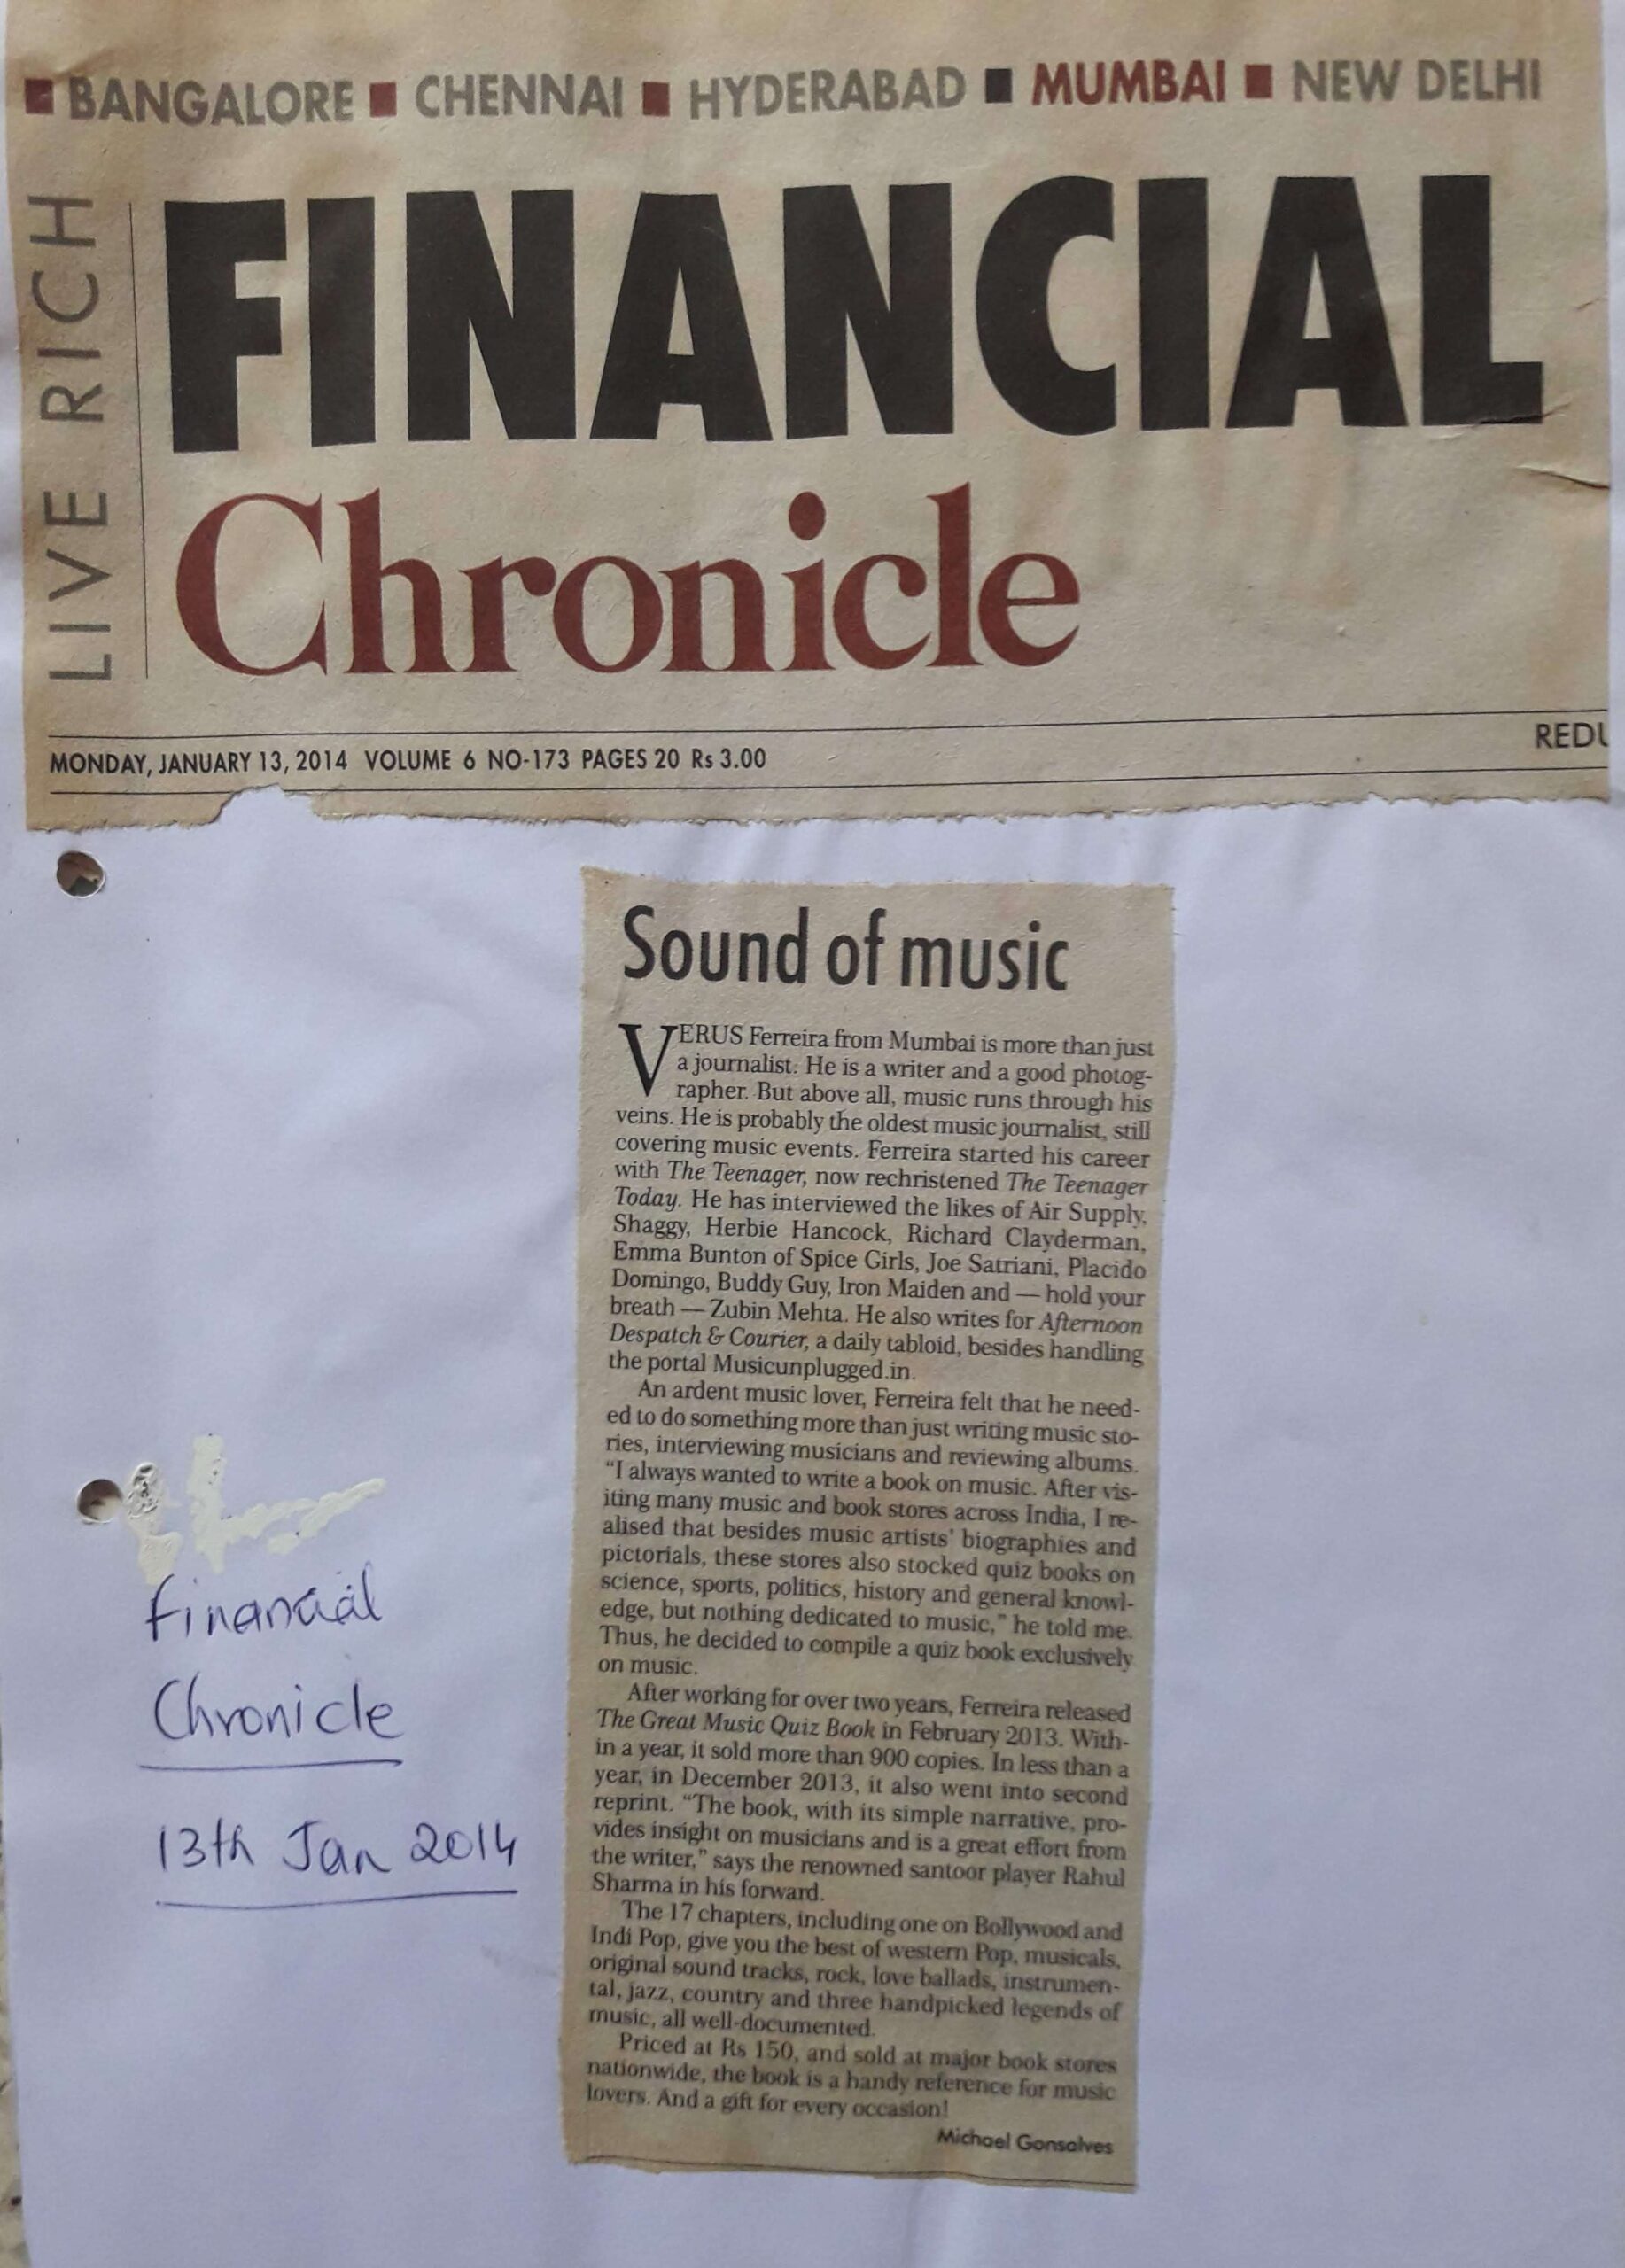 ■ BANGALORE ■ CHENNAI ■ HYDERABAD ■ MUMBAI ■ NEW DELHI
LIVE RICH
FINANCIAL
Chronicle
REDU
MONDAY, JANUARY 13, 2014 VOLUME 6 NO-173 PAGES 20 Rs 3.00
Sound of music
VERUS Ferreira from Mumbai is more than just
a journalist. He is a writer and a good photog-
rapher. But above all, music runs through his
veins. He is probably the oldest music journalist, still
covering music events. Ferreira started his career
with The Teenager, now rechristened The Teenager
Today. He has interviewed the likes of Air Supply,
Shaggy, Herbie Hancock, Richard Clayderman,
Emma Bunton of Spice Girls, Joe Satriani, Placido
Domingo, Buddy Guy, Iron Maiden and — hold your
breath — Zubin Mehta. He also writes for Afternoon
Despatch & Courier, a daily tabloid, besides handling
the portal Musicunplugged.in.
An ardent music lover, Ferreira felt that he need-
ed to do something more than just writing music sto-
ries, interviewing musicians and reviewing albums.
“I always wanted to write a book on music. After vis-
iting many music and book stores across India, I re-
alised that besides music artists’ biographies and
pictorials, these stores also stocked quiz books on
science, sports, politics, history and general knowl-
edge, but nothing dedicated to music,” he told me.
Thus, he decided to compile a quiz book exclusively
on music.
After working for over two years, Ferreira released
The Great Music Quiz Book in February 2013. With-
in a year, it sold more than 900 copies. In less than a
year, in December 2013, it also went into second
reprint. “The book, with its simple narrative, pro-
vides insight on musicians and is a great effort from
the writer,” says the renowned santoor player Rahul
Sharma in his forward.
The 17 chapters, including one on Bollywood and
Indi Pop, give you the best of western Pop, musicals,
original sound tracks, rock, love ballads, instrumen-
tal, jazz, country and three handpicked legends of
music, all well-documented.
Priced at Rs 150, and sold at major book stores
nationwide, the book is a handy reference for music
lovers. And a gift for every occasion!
Michael Gonsalves
Financial
Chronicle
13th Jan 2014